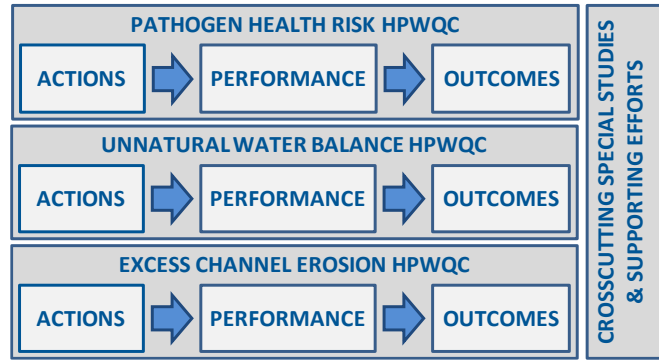 PATHOGEN HEALTH RISK HPWQC
ACTIONS
PERFORMANCE
OUTCOMES
UNNATURAL WATER BALANCE HPWQC
ACTIONS
PERFORMANCE
OUTCOMES
EXCESS CHANNEL EROSION HPWQC
ACTIONS
PERFORMANCE
OUTCOMES
CROSSCUTTING SPECIAL STUDIES
& SUPPORTING EFFORTS